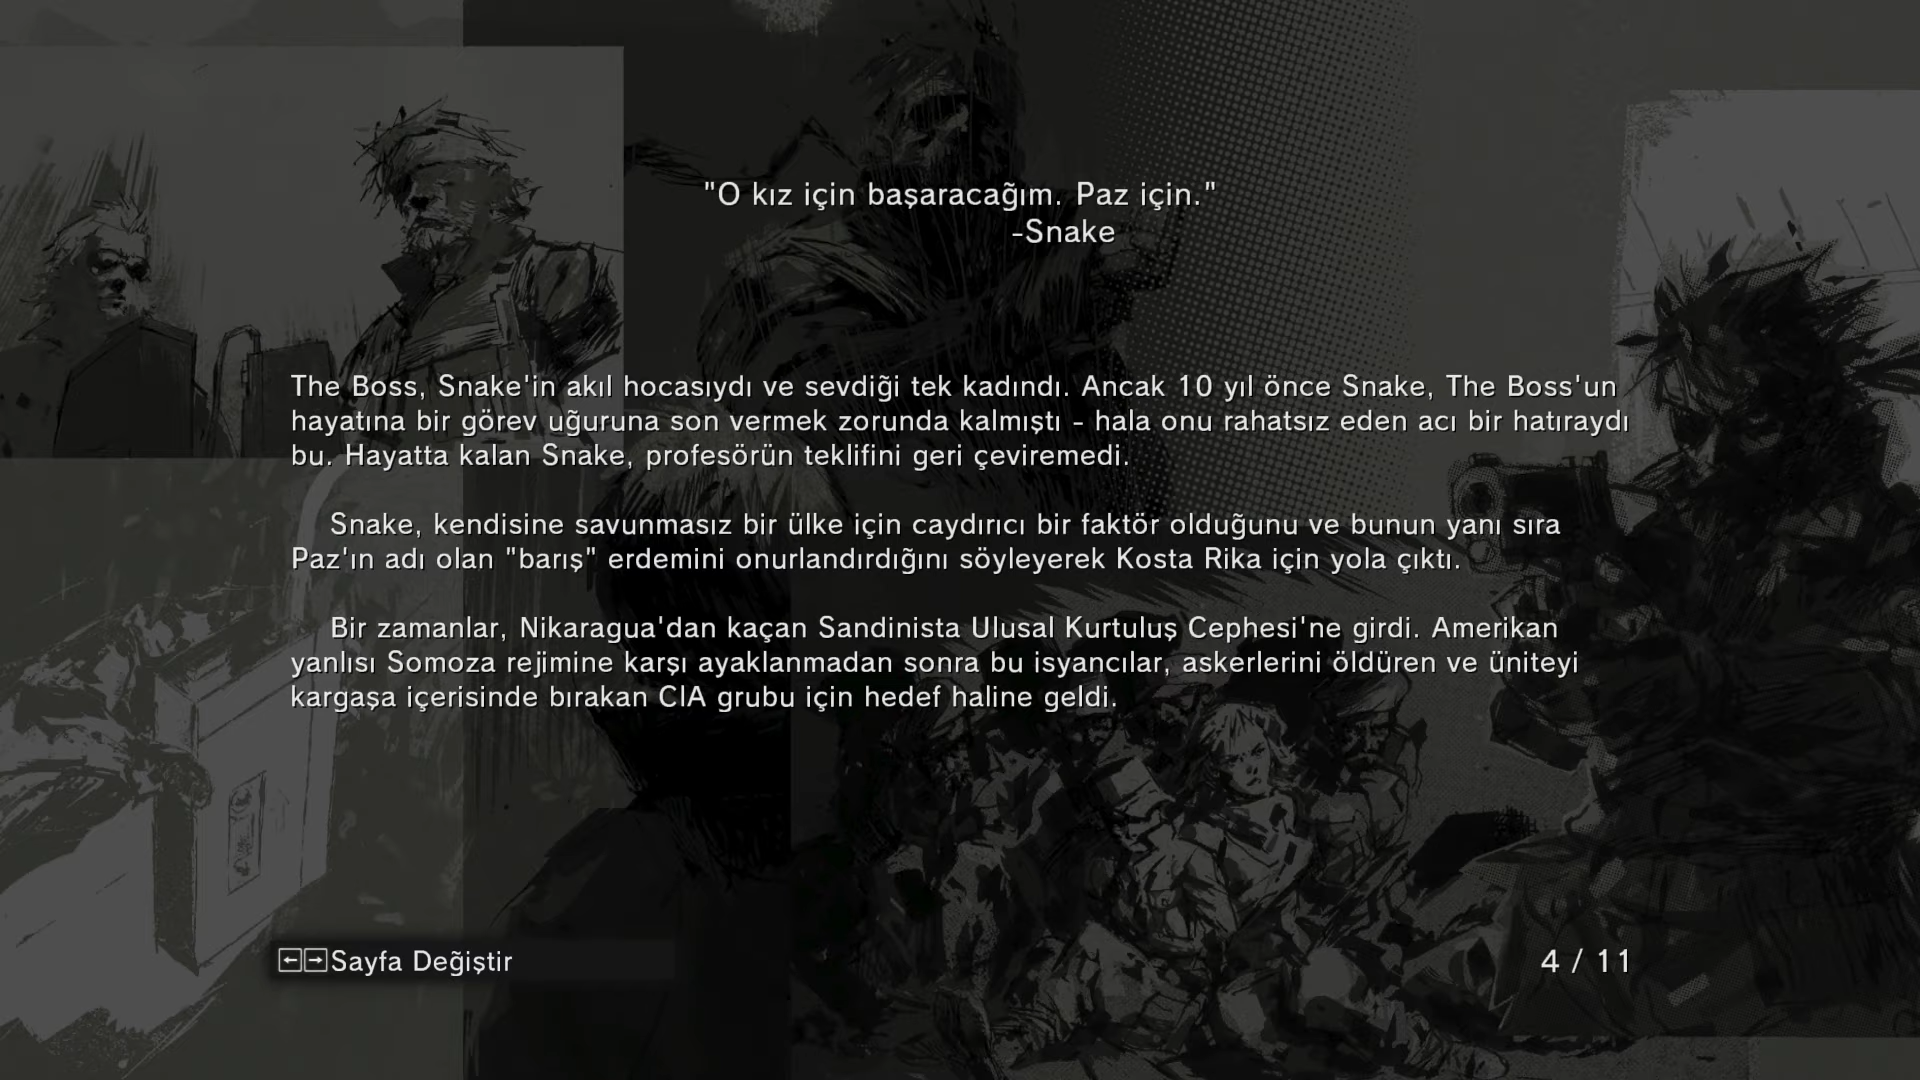 "O kız için başaracağım. Paz için."
-Snake
The Boss, Snake'in akıl hocasıydı ve sevdiği tek kadındı. Ancak 10 yıl önce Snake, The Boss'un
hayatına bir görev uğuruna son vermek zorunda kalmıştı - hala onu rahatsız eden acı bir hatıraydı
bu. Hayatta kalan Snake, profesörün teklifini geri çeviremedi.
Snake, kendisine savunmasız bir ülke için caydırıcı bir faktör olduğunu ve bunun yanı sıra
Paz'ın adı olan "barış" erdemini onurlandırdığını söyleyerek Kosta Rika için yola çıktı.
Bir zamanlar, Nikaragua'dan kaçan Sandinista Ulusal Kurtuluş Cephesi'ne girdi. Amerikan
yanlısı Somoza rejimine karşı ayaklanmadan sonra bu isyancılar, askerlerini öldüren ve üniteyi
kargaşa içerisinde bırakan CIA grubu için hedef haline geldi.
←→Sayfa Değiştir
4 / 11